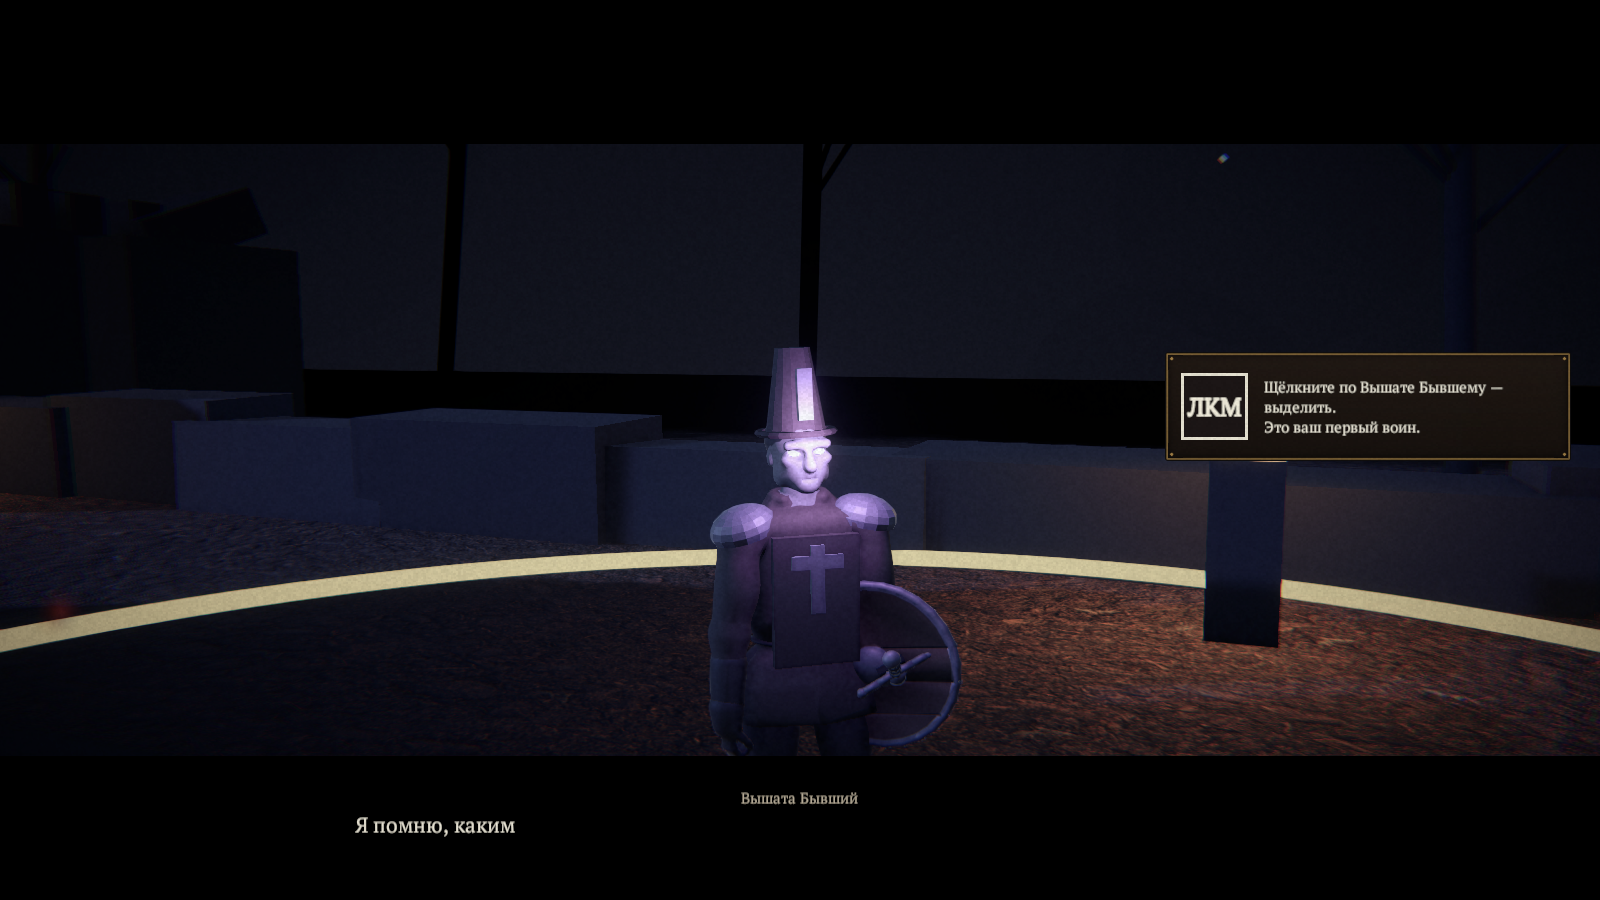 ЛКМ
Щёлкните по Вышате Бывшему —
выделить.
Это ваш первый воин.
Вышата Бывший
Я помню, каким